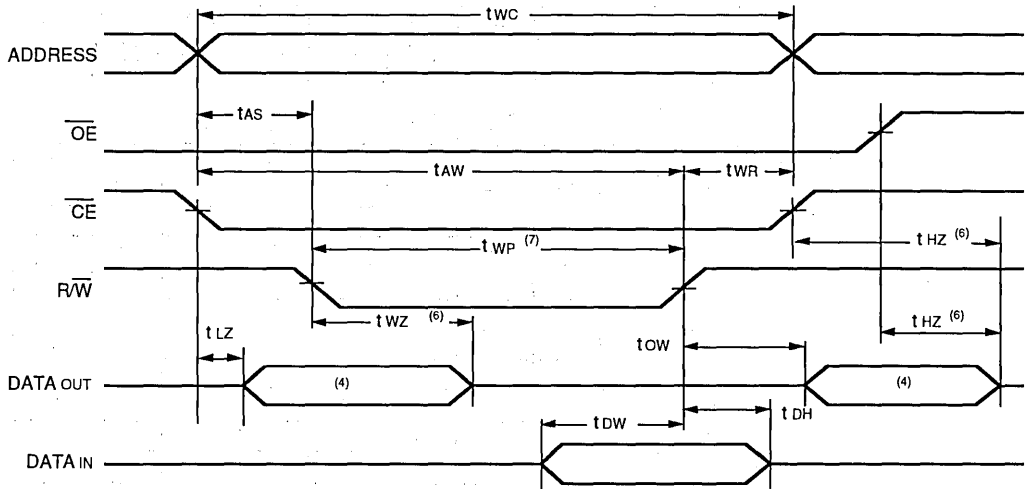 tWC
ADDRESS
tAS
OE
tAW
tWR
CE
tWP (7)
tHZ (6)
R/W
tWZ (6)
tHZ (6)
tLZ
tOW
DATA OUT
(4)
(4)
tDW
tDH
DATA IN